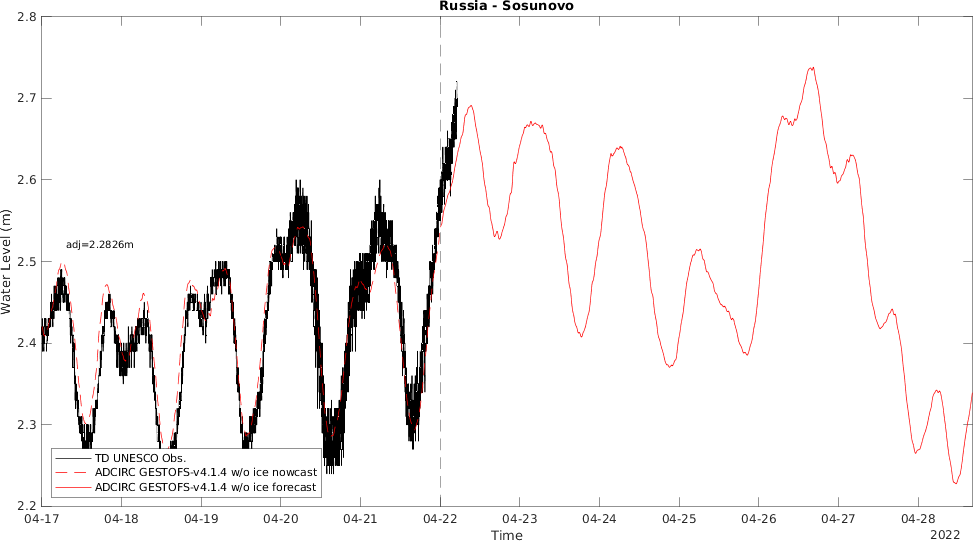 Russia - Sosunovo
2.8
2.7
2.6
2.5
2.4
2.3
2.2
Water Level (m)
adj=2.2826m
TD UNESCO Obs.
ADCIRC GESTOFS-v4.1.4 w/o ice nowcast
ADCIRC GESTOFS-v4.1.4 w/o ice forecast
04-17 04-18 04-19 04-20 04-21 04-22 04-23 04-24 04-25 04-26 04-27 04-28
2022
Time